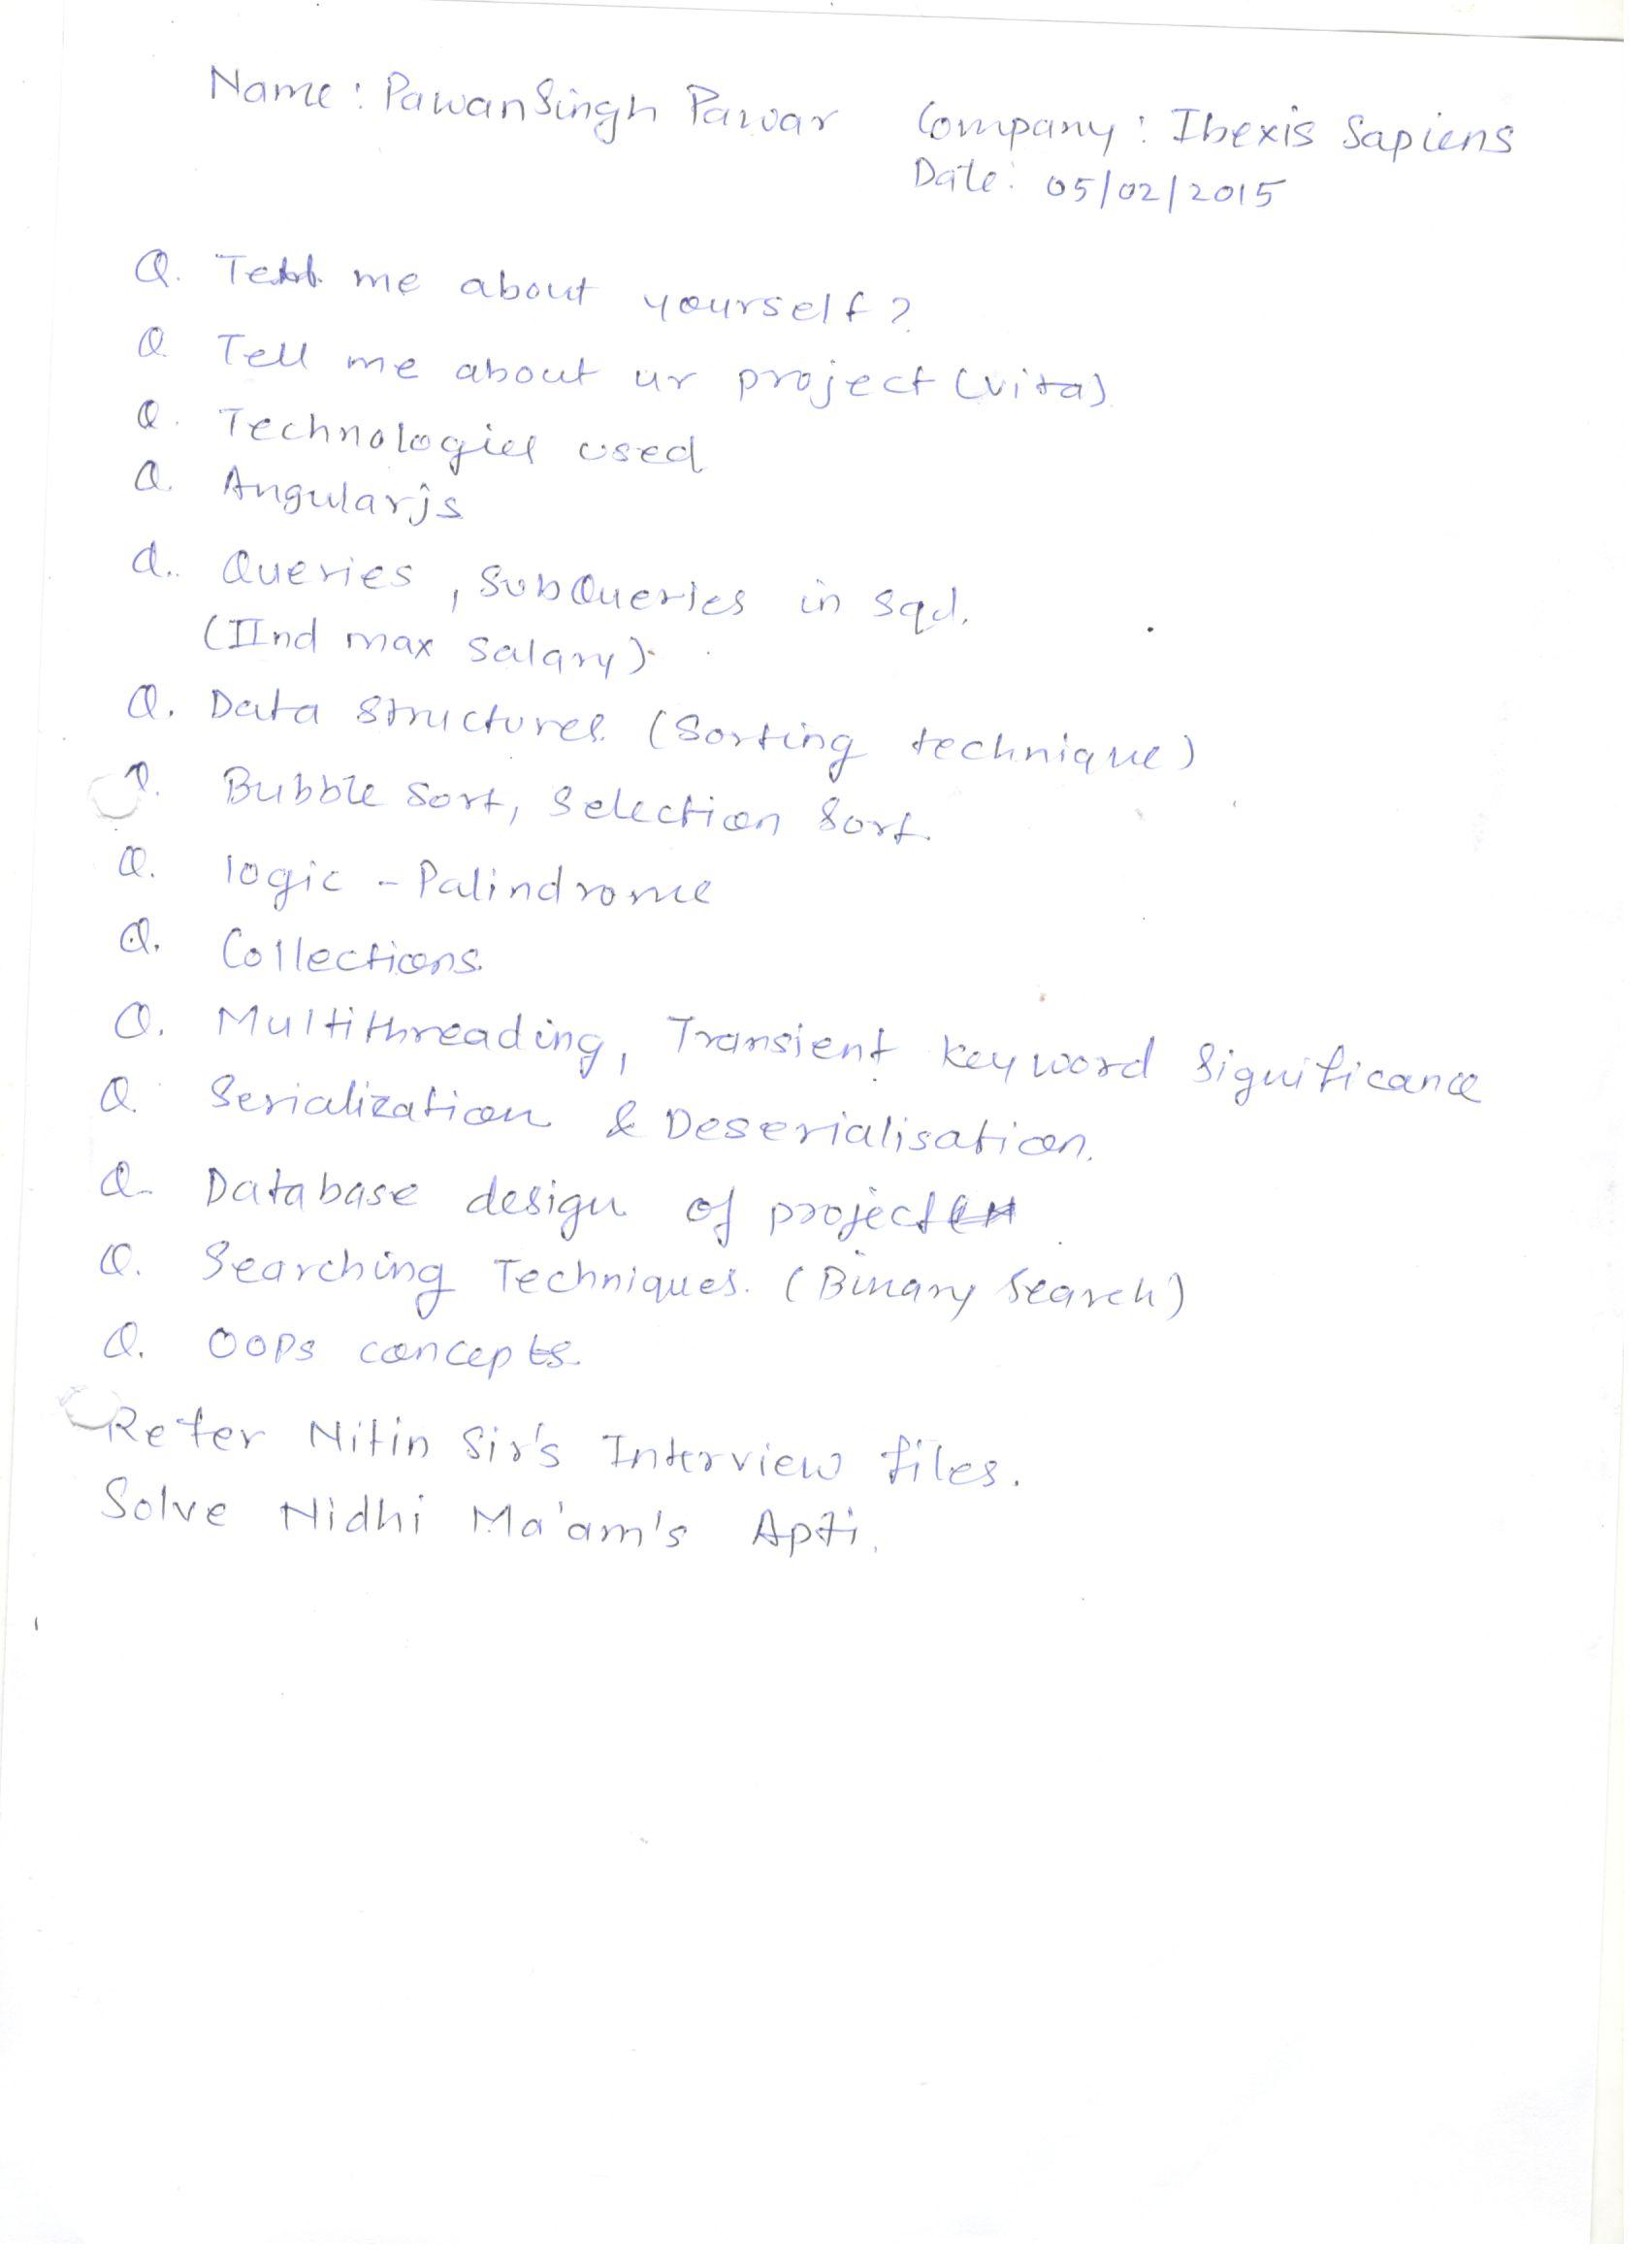 Name: PawanSingh Pawar Company: Ibexis Sapiens
Date: 05/02/2015
Q. Tell me about yourself?
Q. Tell me about ur project (vita)
Q. Technologies used
Q. Angularjs
Q. Queries, SubQueries in sql.
(IInd max salary)
Q. Data structures (Sorting technique)
Q. Bubble Sort, Selection Sort.
Q. logic - Palindrome
Q. Collections
Q. Multithreading, Transient keyword significance
Q. Serialization & Deserialisation.
Q. Database design of project
Q. Searching Techniques. (Binary Search)
Q. OOPs concepts.
Refer Nitin Sir's Interview files.
Solve Nidhi Ma'am's Apti.